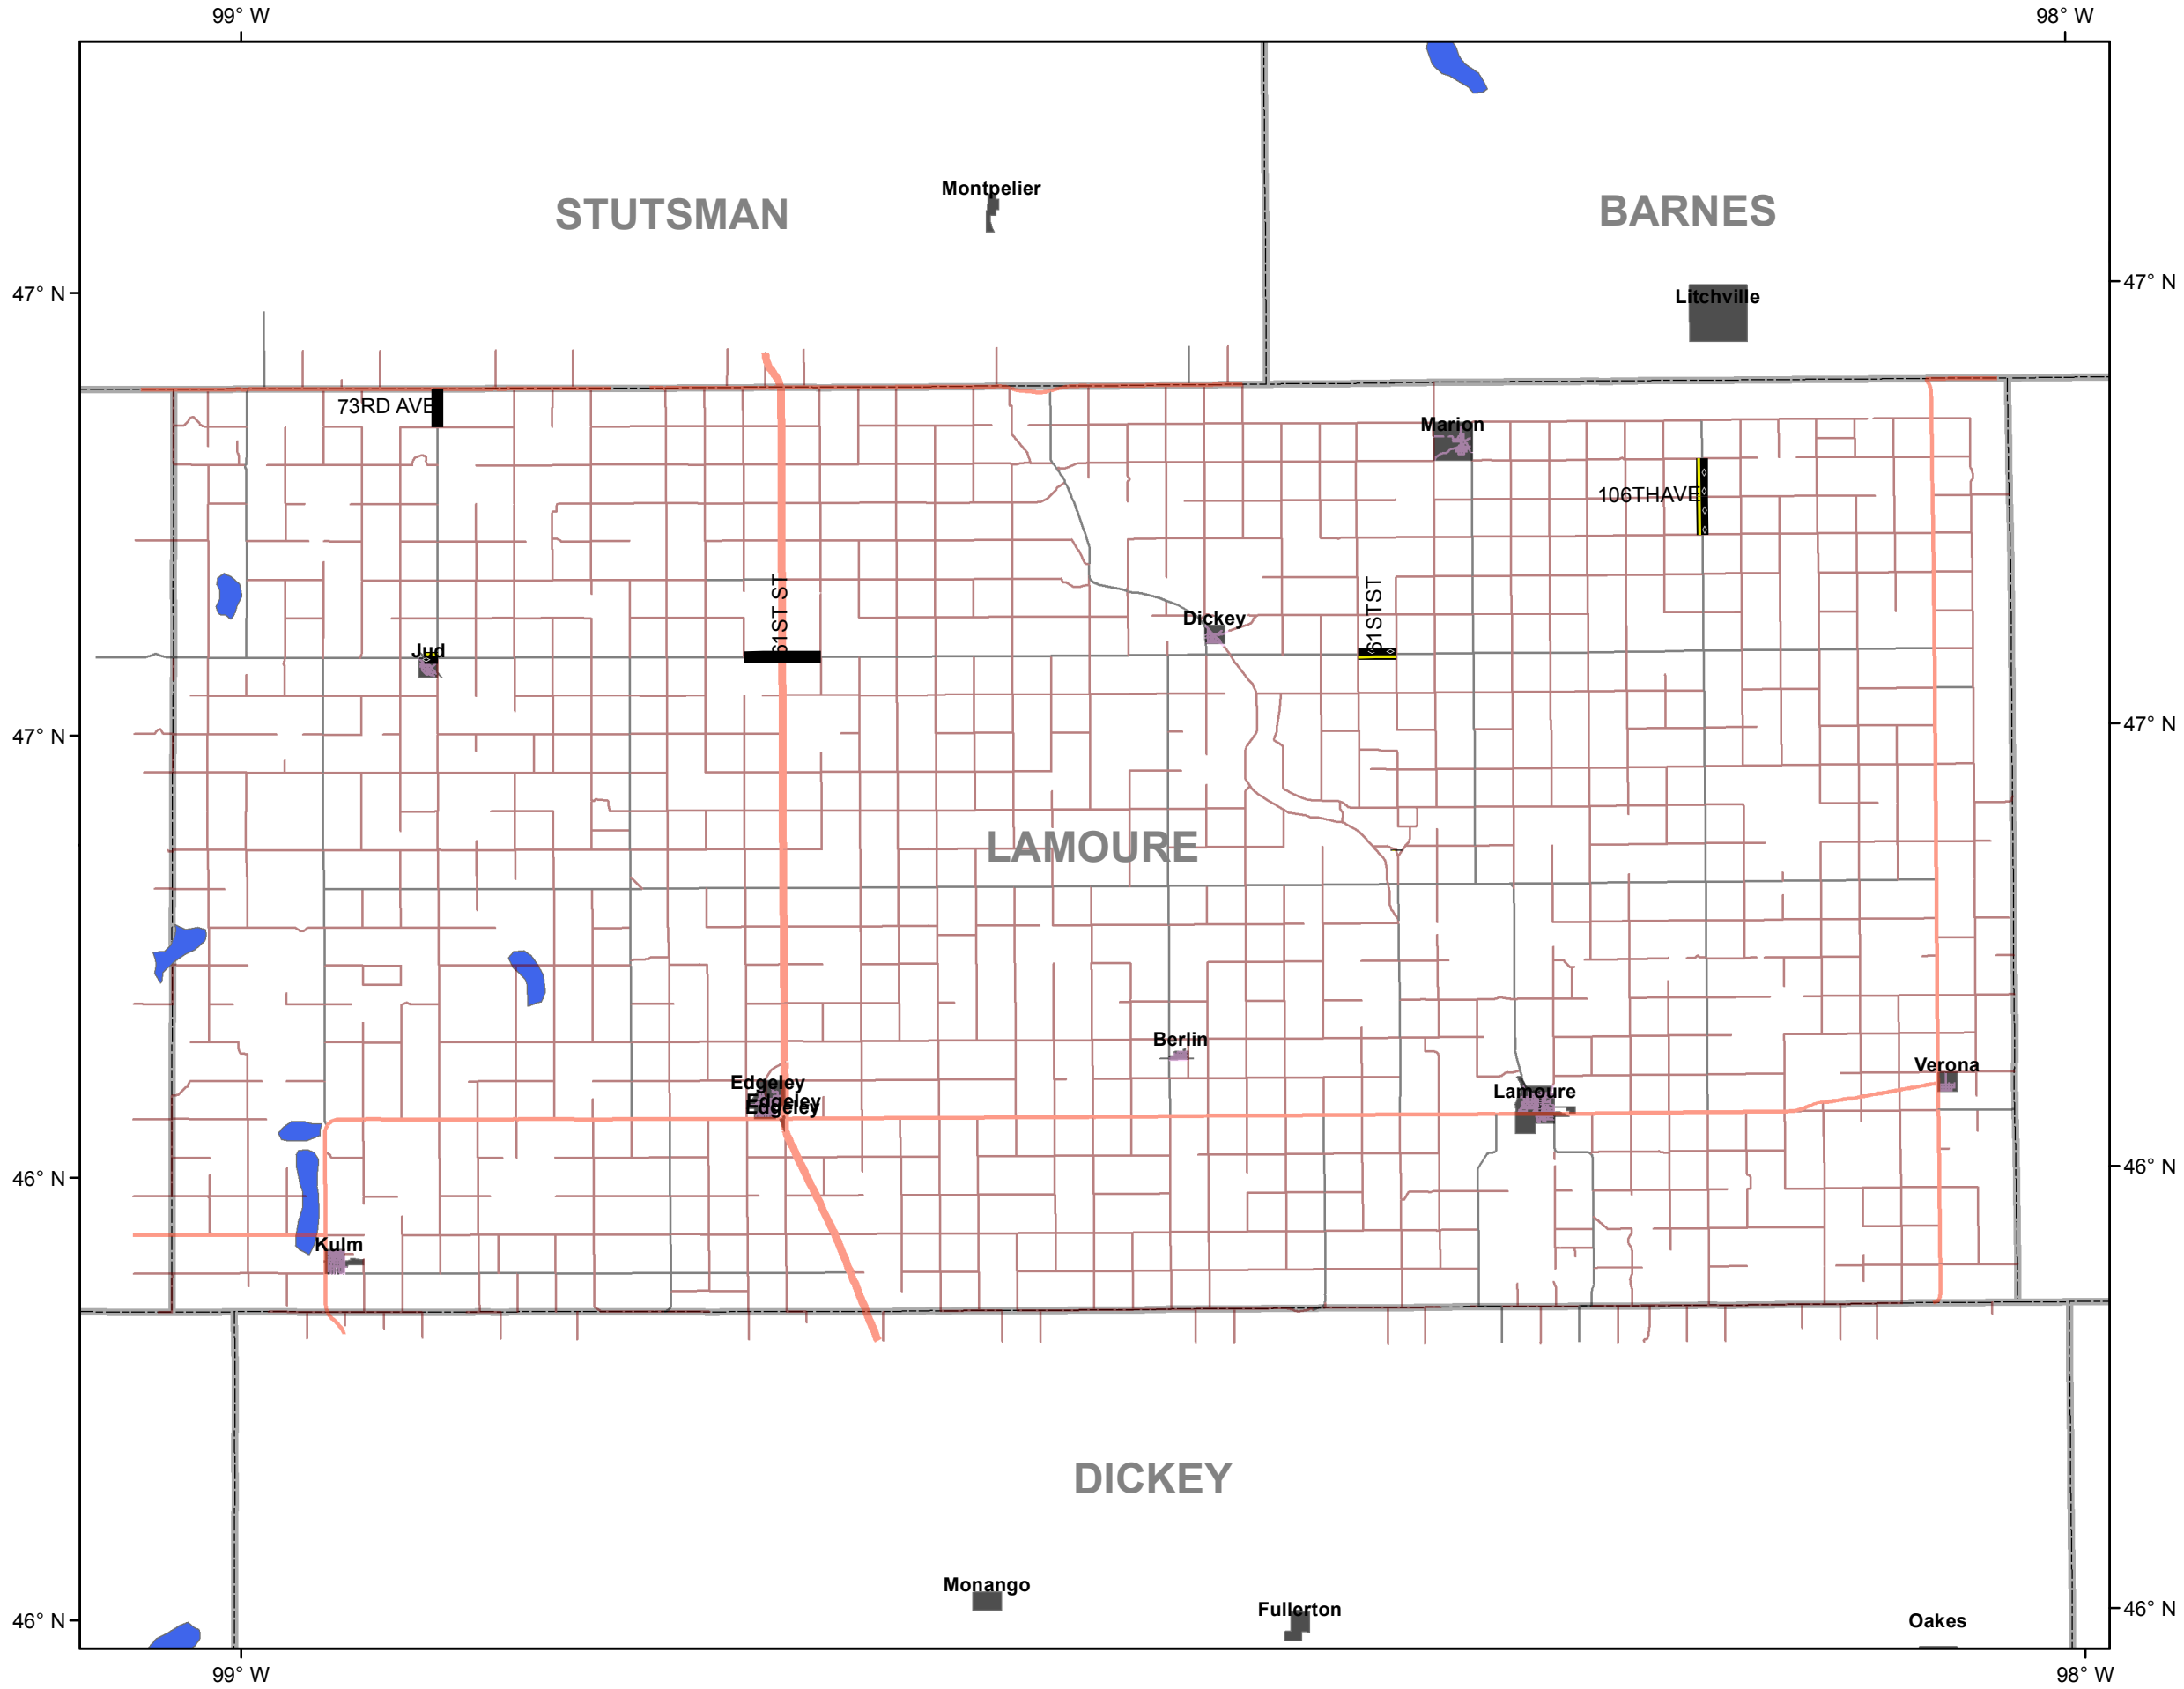 99° W
98° W
Montpelier
STUTSMAN
BARNES
47° N
47° N
Litchville
73RD AVE
Marion
106THAVE
61ST ST
61STST
Dickey
Jud
47° N
47° N
LAMOURE
Berlin
Verona
Edgeley
Lamoure
Edgeley
Edgeley
46° N
46° N
Kulm
DICKEY
Monango
Fullerton
46° N
46° N
Oakes
99° W
98° W